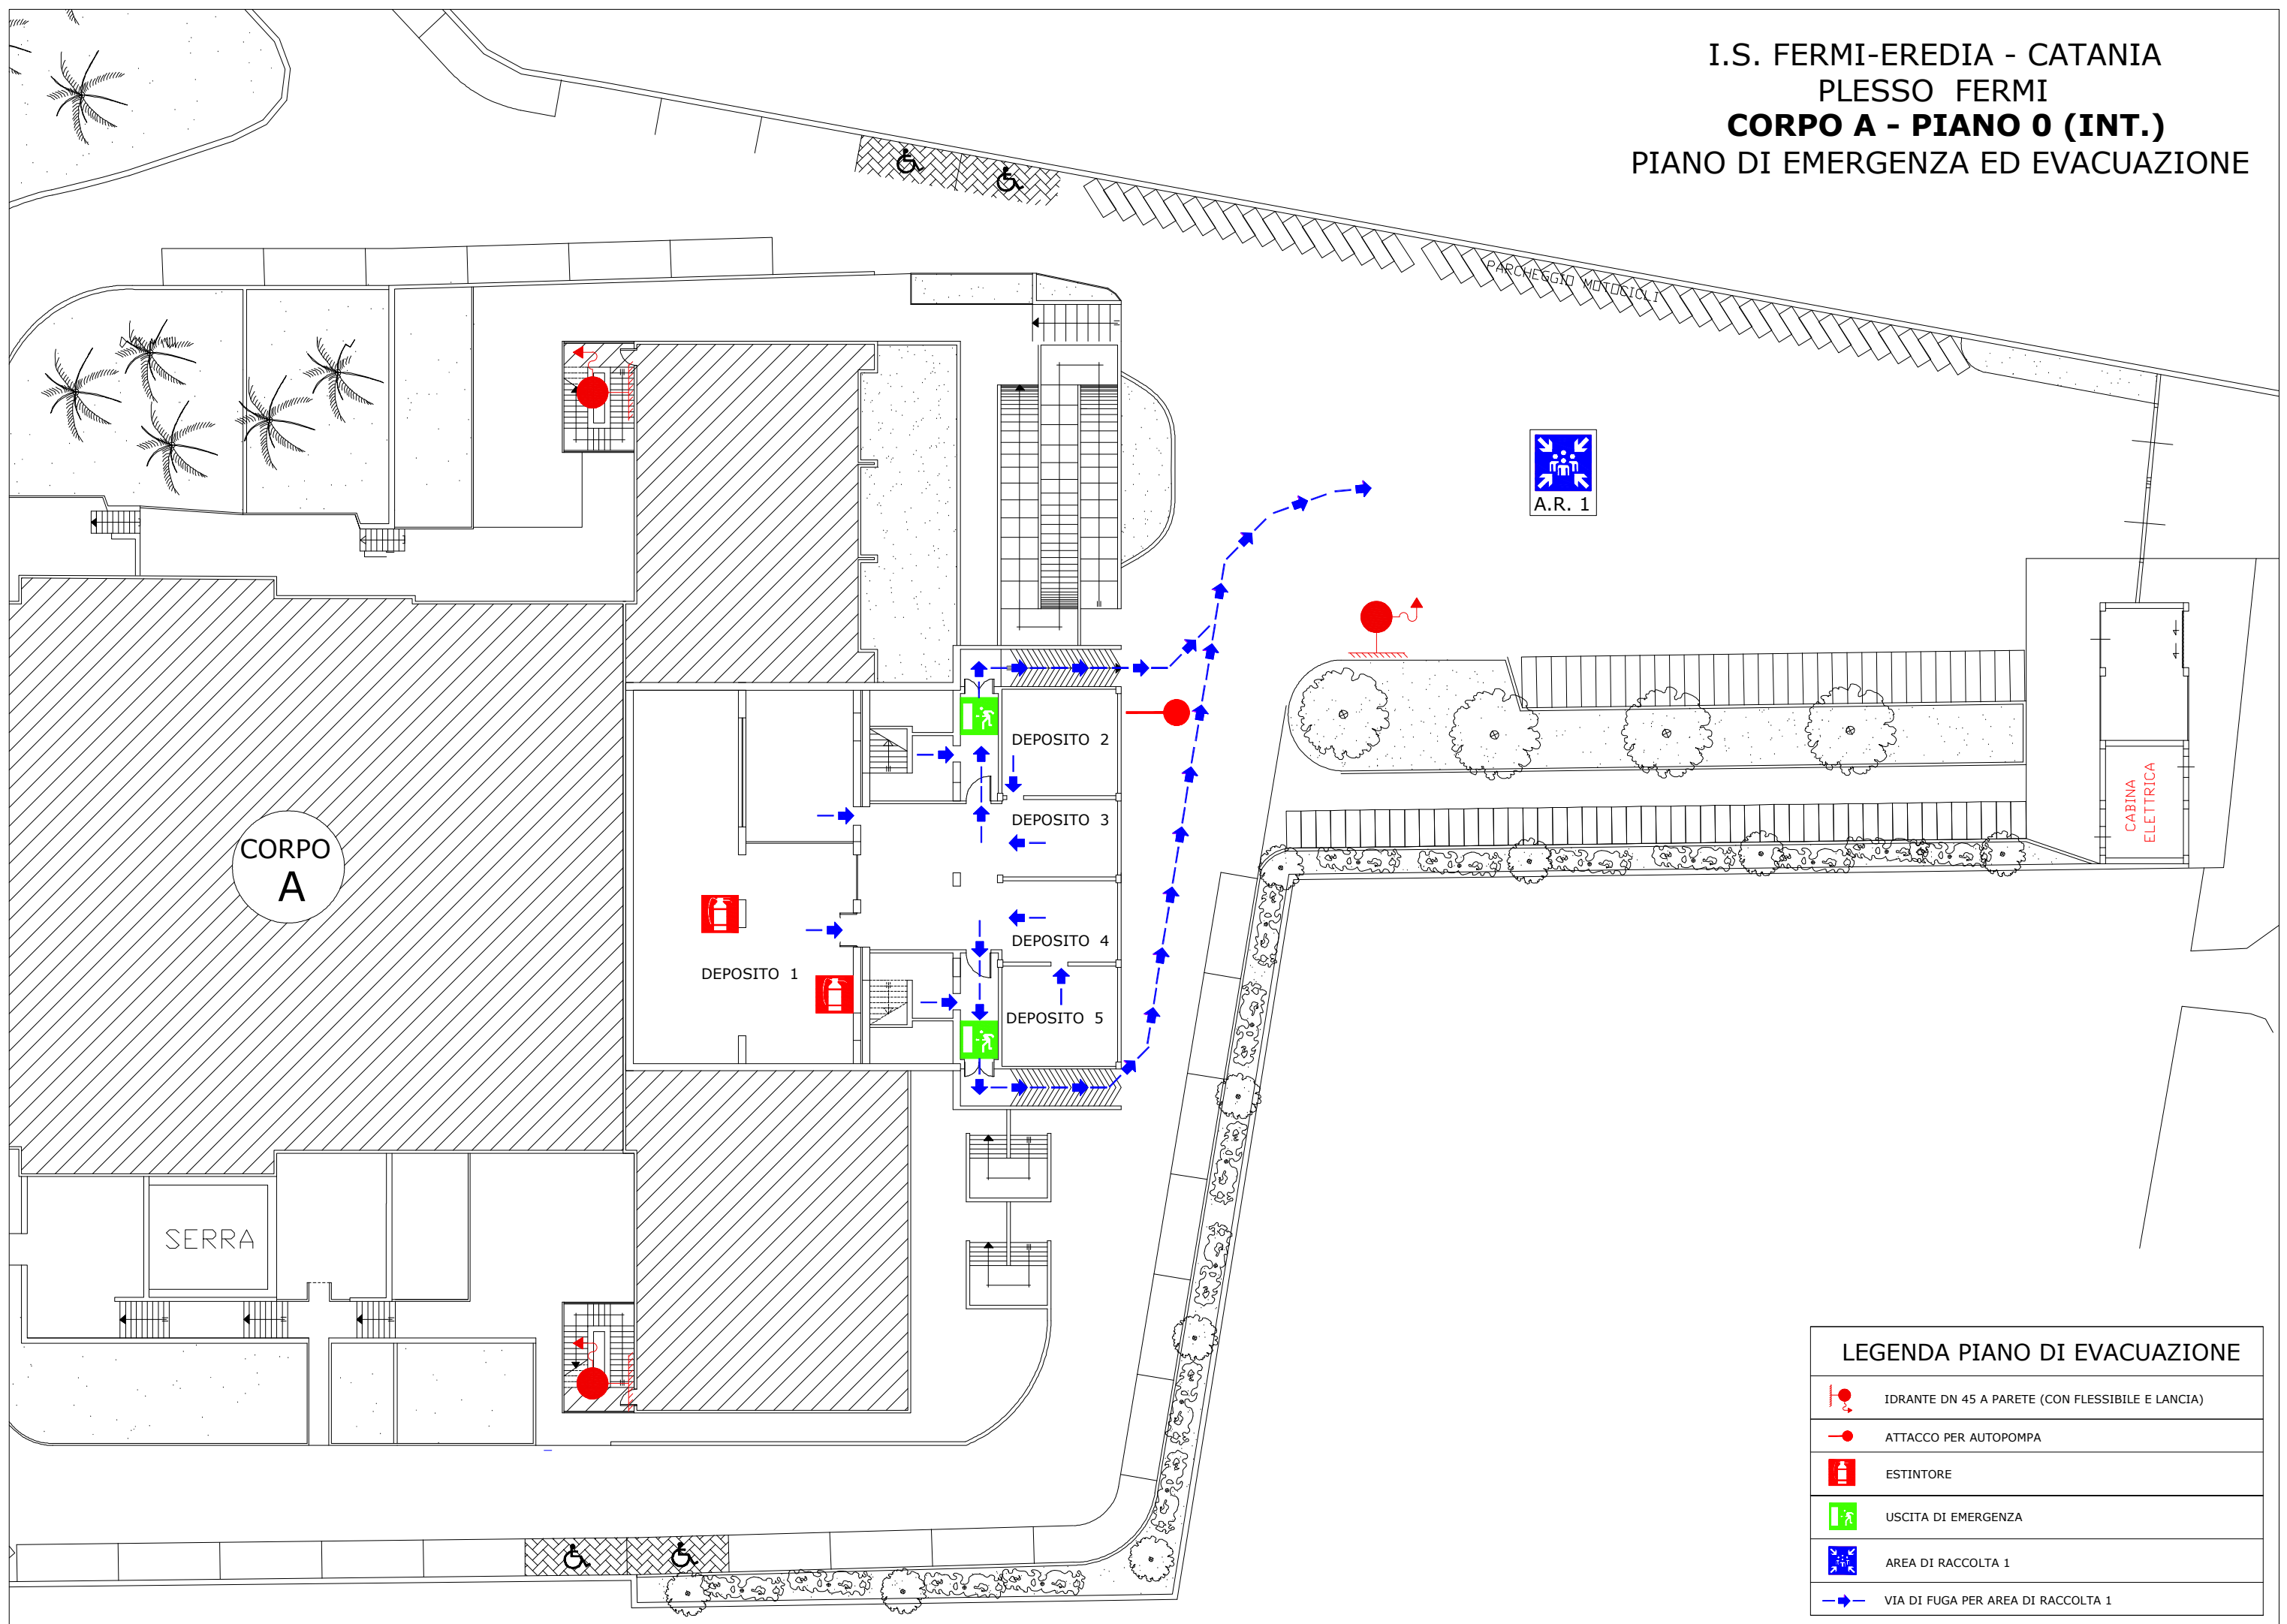 I.S. FERMI-EREDIA - CATANIA
PLESSO FERMI
CORPO A - PIANO 0 (INT.)
PIANO DI EMERGENZA ED EVACUAZIONE
PARCHEGGIO MOTOCICLI
A.R. 1
DEPOSITO 2
DEPOSITO 3
CABINA
ELETTRICA
CORPO
A
DEPOSITO 4
DEPOSITO 1
DEPOSITO 5
SERRA
LEGENDA PIANO DI EVACUAZIONE
IDRANTE DN 45 A PARETE (CON FLESSIBILE E LANCIA)
ATTACCO PER AUTOPOMPA
ESTINTORE
USCITA DI EMERGENZA
AREA DI RACCOLTA 1
VIA DI FUGA PER AREA DI RACCOLTA 1